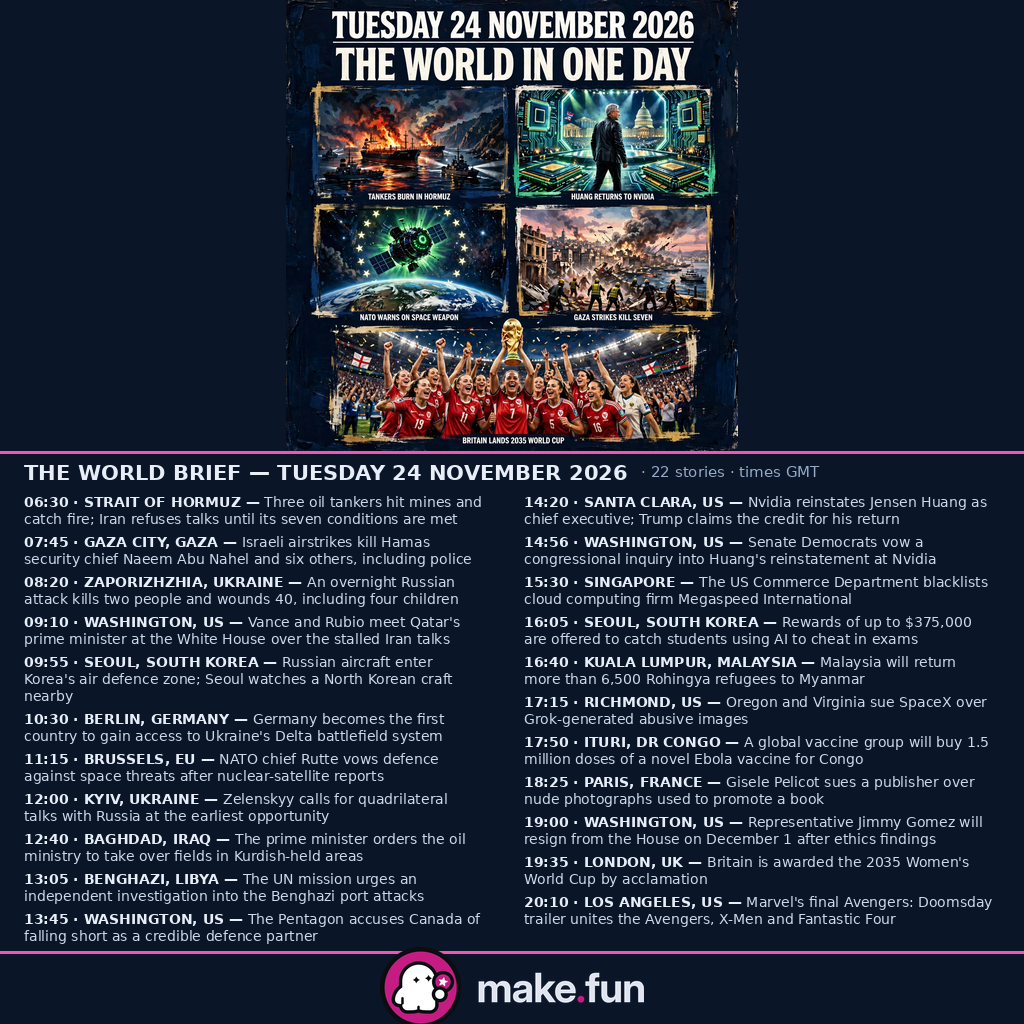 TUESDAY 24 NOVEMBER 2026
THE WORLD IN ONE DAY
TANKERS BURN IN HORMUZ
HUANG RETURNS TO NVIDIA
NATO WARNS ON SPACE WEAPON
GAZA STRIKES KILL SEVEN
19
11
7
5
16
BRITAIN LANDS 2035 WORLD CUP
THE WORLD BRIEF — TUESDAY 24 NOVEMBER 2026 · 22 stories · times GMT
06:30 · STRAIT OF HORMUZ — Three oil tankers hit mines and
catch fire; Iran refuses talks until its seven conditions are met
07:45 · GAZA CITY, GAZA — Israeli airstrikes kill Hamas
security chief Naeem Abu Nahel and six others, including police
08:20 · ZAPORIZHZHIA, UKRAINE — An overnight Russian
attack kills two people and wounds 40, including four children
09:10 · WASHINGTON, US — Vance and Rubio meet Qatar's
prime minister at the White House over the stalled Iran talks
09:55 · SEOUL, SOUTH KOREA — Russian aircraft enter
Korea's air defence zone; Seoul watches a North Korean craft
nearby
10:30 · BERLIN, GERMANY — Germany becomes the first
country to gain access to Ukraine's Delta battlefield system
11:15 · BRUSSELS, EU — NATO chief Rutte vows defence
against space threats after nuclear-satellite reports
12:00 · KYIV, UKRAINE — Zelenskyy calls for quadrilateral
talks with Russia at the earliest opportunity
12:40 · BAGHDAD, IRAQ — The prime minister orders the oil
ministry to take over fields in Kurdish-held areas
13:05 · BENGHAZI, LIBYA — The UN mission urges an
independent investigation into the Benghazi port attacks
13:45 · WASHINGTON, US — The Pentagon accuses Canada of
falling short as a credible defence partner
14:20 · SANTA CLARA, US — Nvidia reinstates Jensen Huang as
chief executive; Trump claims the credit for his return
14:56 · WASHINGTON, US — Senate Democrats vow a
congressional inquiry into Huang's reinstatement at Nvidia
15:30 · SINGAPORE — The US Commerce Department blacklists
cloud computing firm Megaspeed International
16:05 · SEOUL, SOUTH KOREA — Rewards of up to $375,000
are offered to catch students using AI to cheat in exams
16:40 · KUALA LUMPUR, MALAYSIA — Malaysia will return
more than 6,500 Rohingya refugees to Myanmar
17:15 · RICHMOND, US — Oregon and Virginia sue SpaceX over
Grok-generated abusive images
17:50 · ITURI, DR CONGO — A global vaccine group will buy 1.5
million doses of a novel Ebola vaccine for Congo
18:25 · PARIS, FRANCE — Gisele Pelicot sues a publisher over
nude photographs used to promote a book
19:00 · WASHINGTON, US — Representative Jimmy Gomez will
resign from the House on December 1 after ethics findings
19:35 · LONDON, UK — Britain is awarded the 2035 Women's
World Cup by acclamation
20:10 · LOS ANGELES, US — Marvel's final Avengers: Doomsday
trailer unites the Avengers, X-Men and Fantastic Four
make.fun